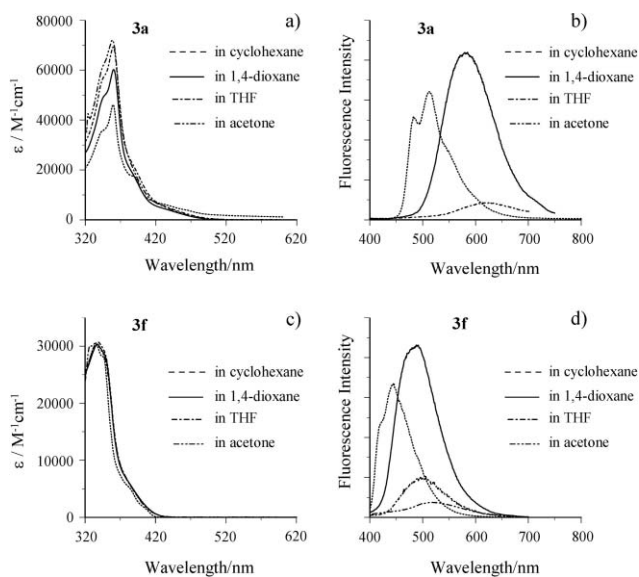 3a
a)
in cyclohexane
in 1,4-dioxane
in THF
in acetone
ε / M-1cm-1
80000
60000
40000
20000
0
320 420 520 620
Wavelength/nm
3a
b)
in cyclohexane
in 1,4-dioxane
in THF
in acetone
Fluorescence Intensity
400 500 600 700 800
Wavelength/nm
3f
c)
in cyclohexane
in 1,4-dioxane
in THF
in acetone
ε / M-1cm-1
30000
20000
10000
0
320 420 520 620
Wavelength/nm
3f
d)
in cyclohexane
in 1,4-dioxane
in THF
in acetone
Fluorescence Intensity
400 500 600 700 800
Wavelength/nm